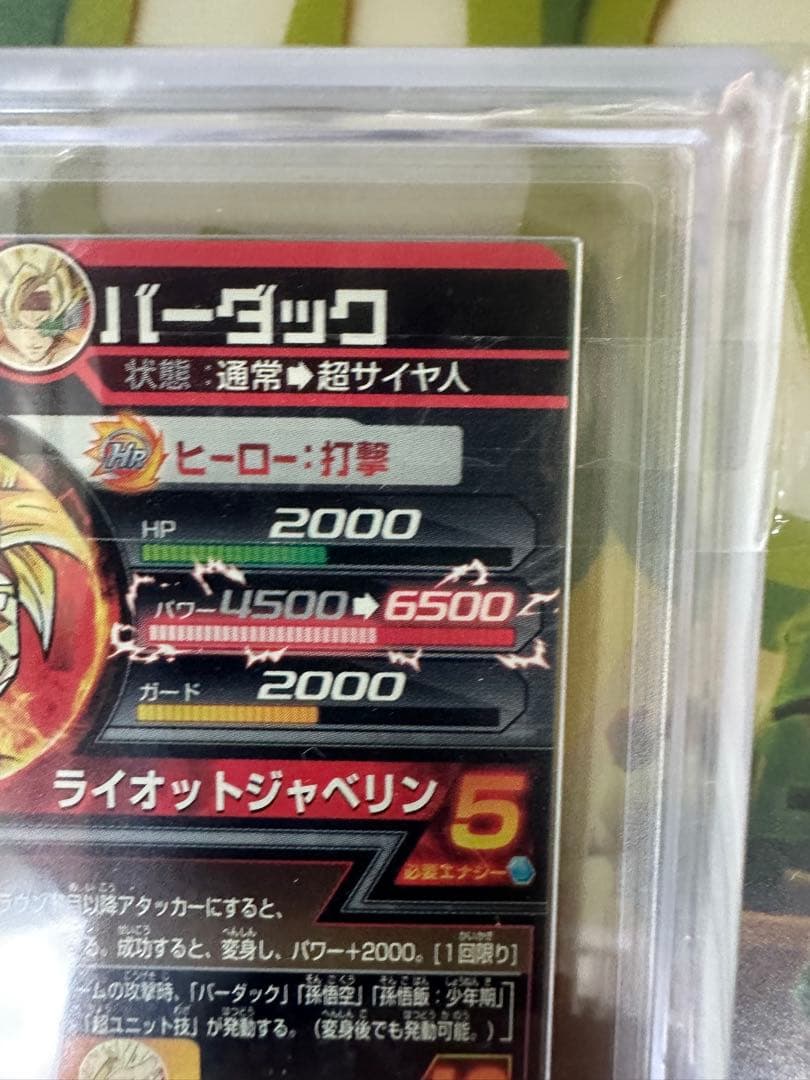 バーダック
状態:通常➡超サイヤ人
HR ヒーロー:打撃
HP 2000
パワー 4500➡6500
ガード 2000
ライオットジャベリン 5
必要エナジー
ラウンド目以降アタッカーにすると、
る。成功すると、変身し、パワー+2000。[1回限り]
ームの攻撃時、「バーダック」「孫悟空」「孫悟飯:少年期」
「超ユニット技」が発動する。(変身後でも発動可能。)